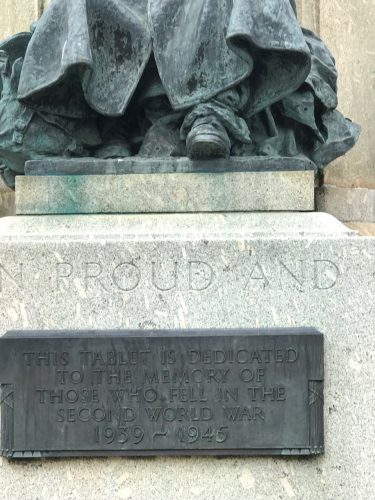 N PROUD AND
THIS TABLET IS DEDICATED
TO THE MEMORY OF
THOSE WHO FELL IN THE
SECOND WORLD WAR
1939 ~ 1945